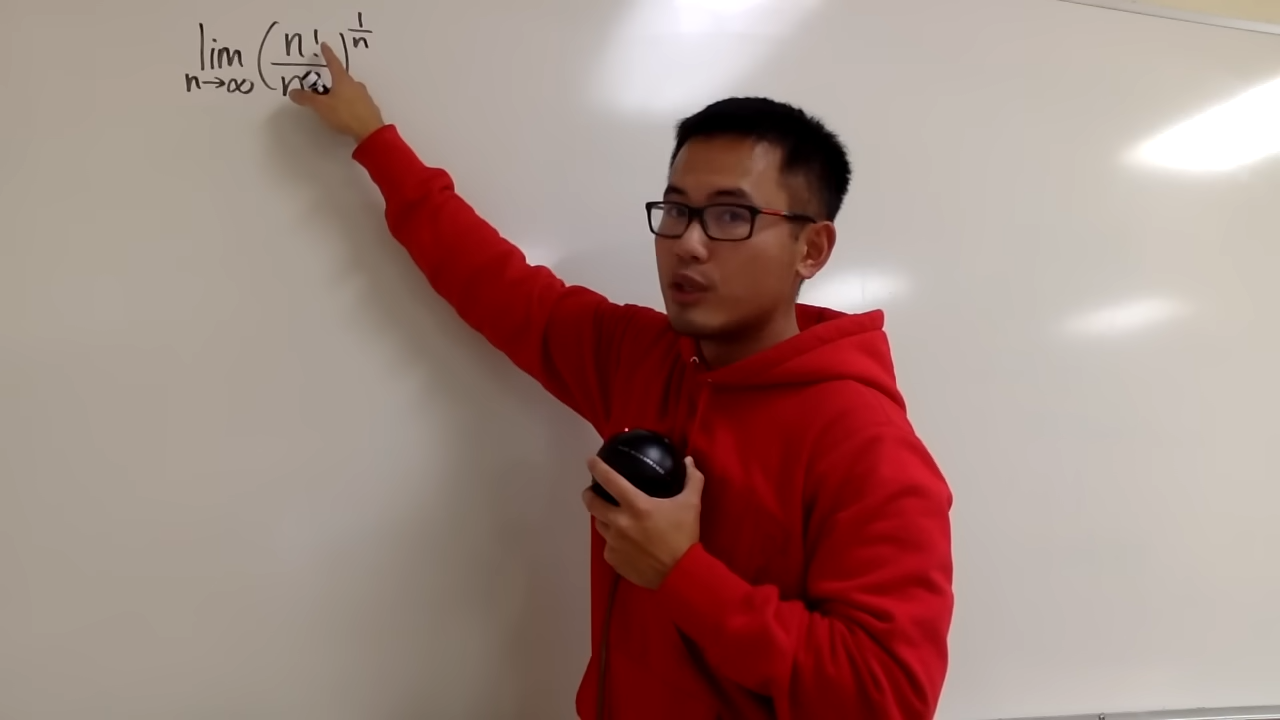 lim (n!/n )^(1/n)
n→∞